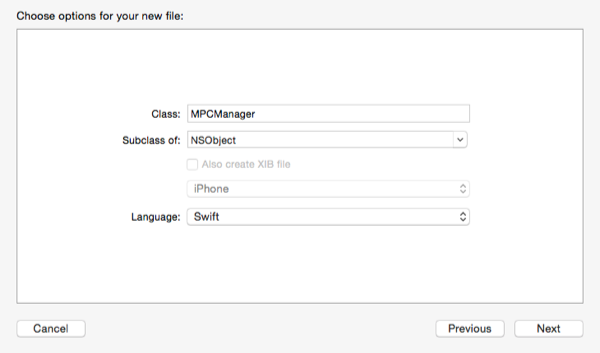 Choose options for your new file:
Class: MPCManager
Subclass of: NSObject
Also create XIB file
iPhone
Language: Swift
Cancel Previous Next